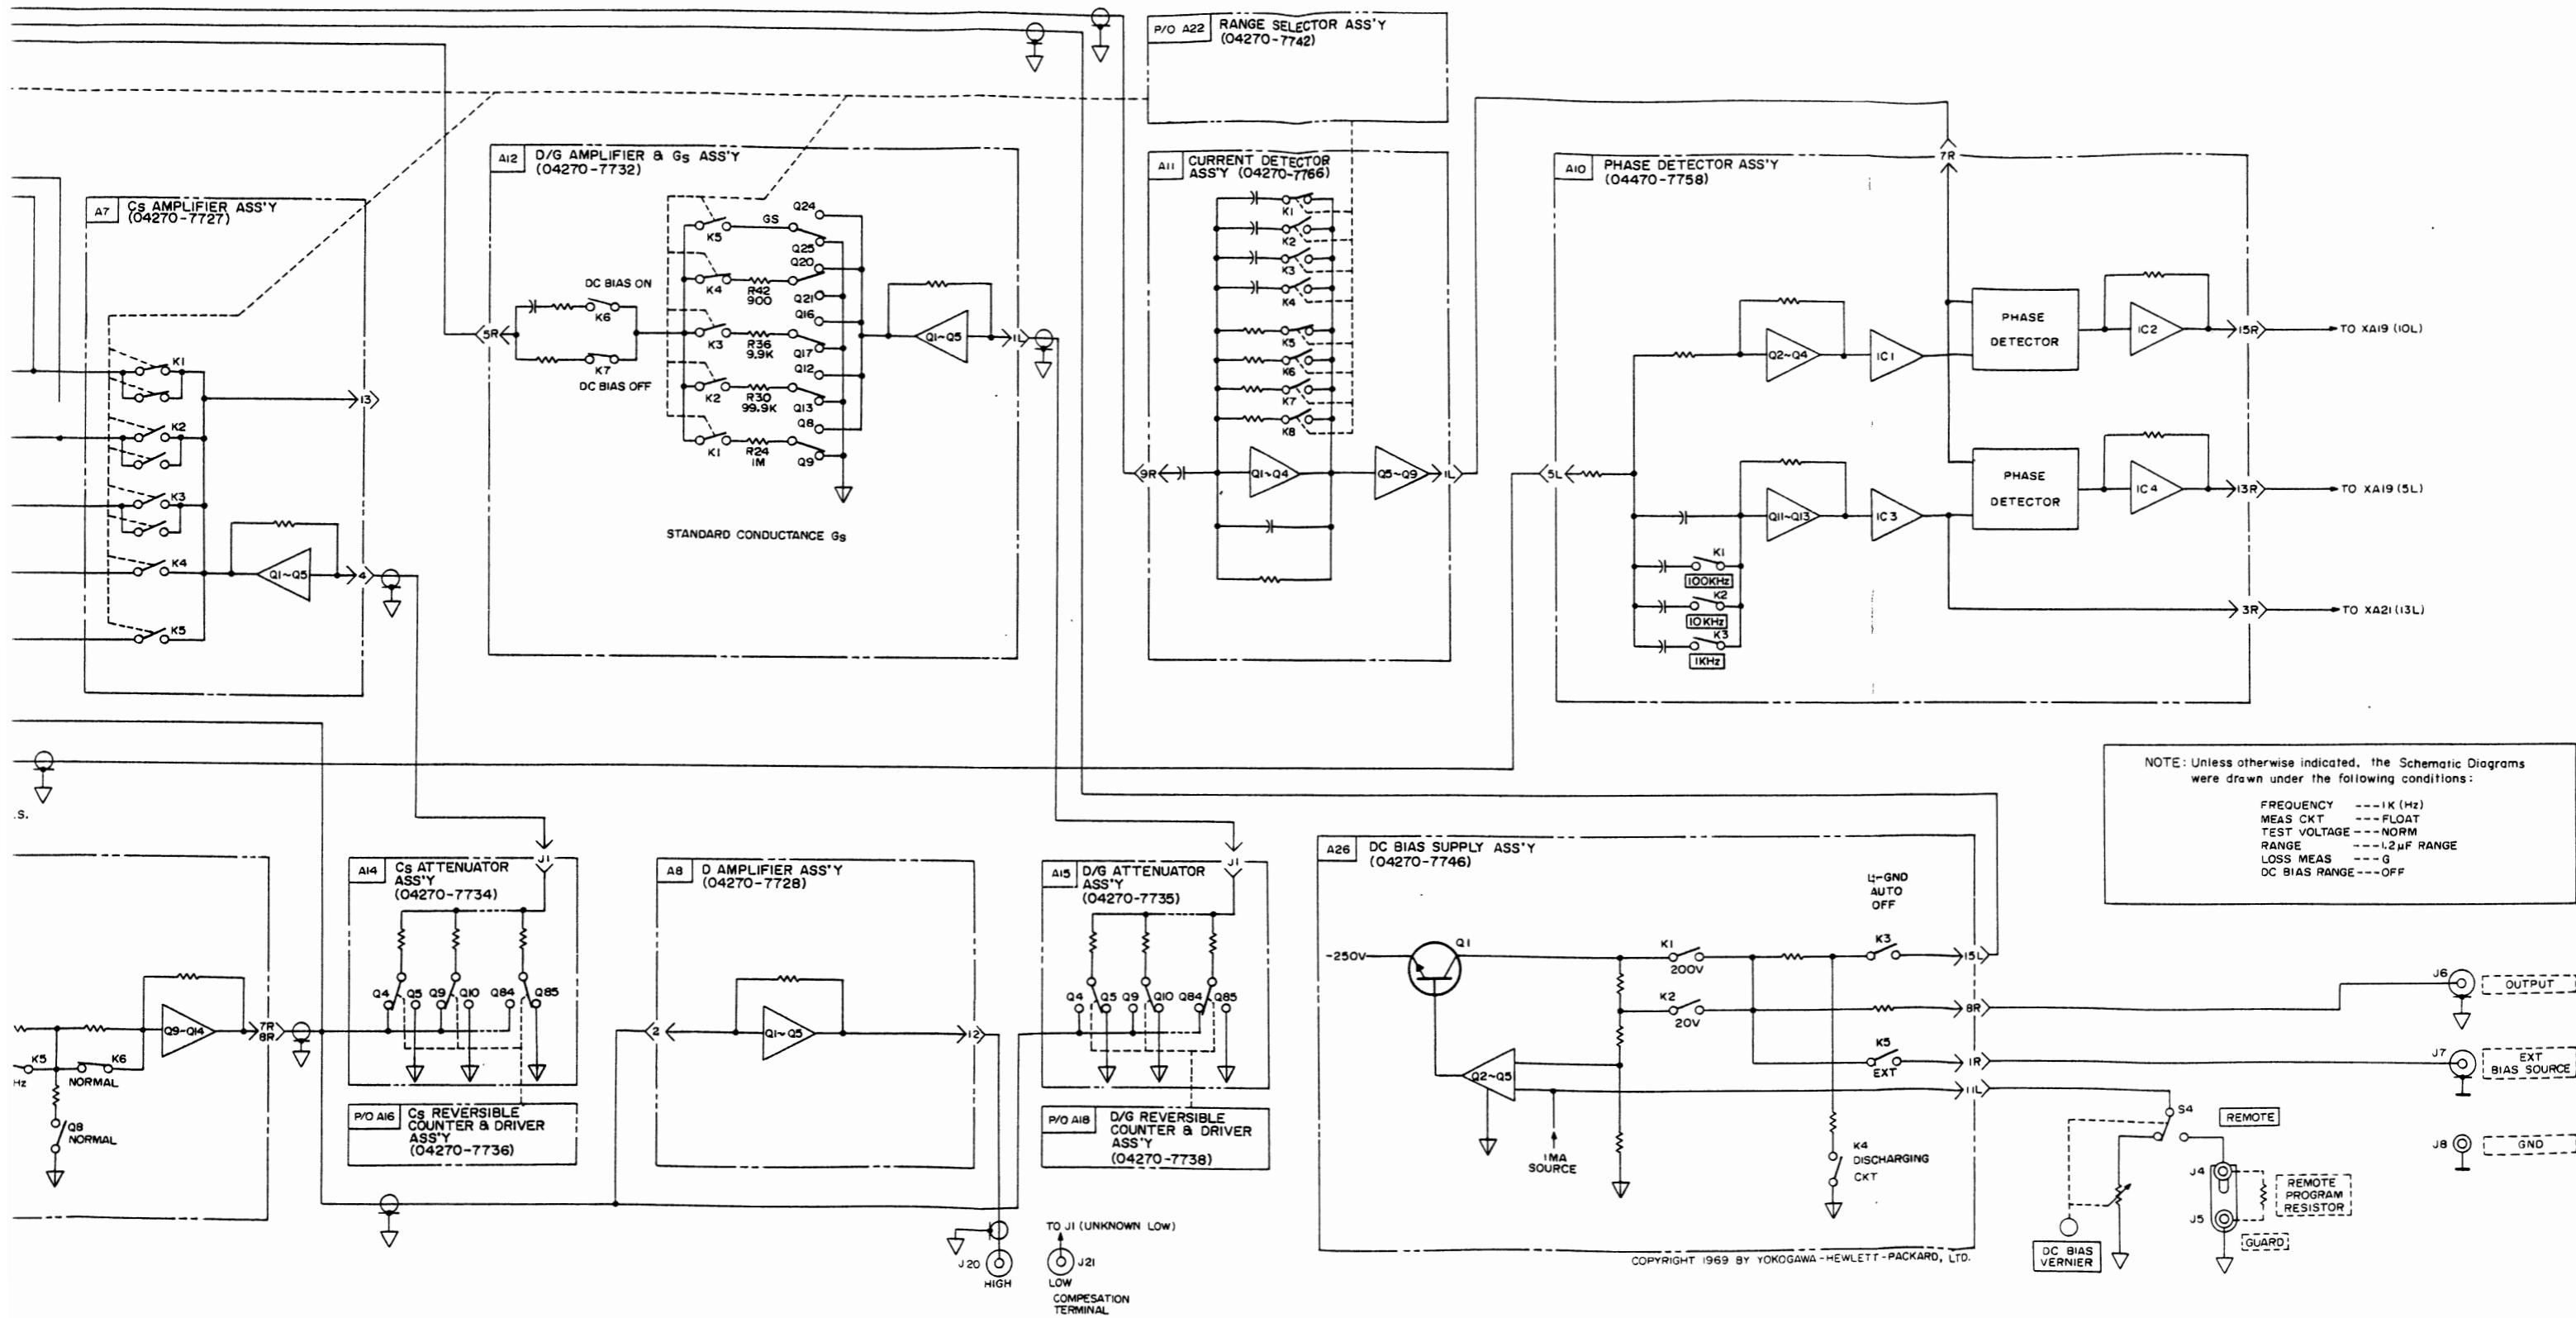 P/O A22
RANGE SELECTOR ASS'Y
(04270-7742)
A7
Cs AMPLIFIER ASS'Y
(04270-7727)
K1
K2
K3
K4
K5
Q1~Q5
13
4
A12
D/G AMPLIFIER & Gs ASS'Y
(04270-7732)
5R
DC BIAS ON
K6
K7
DC BIAS OFF
K5
GS
Q24
Q25
Q20
K4
R42
900
Q21
Q16
K3
R36
9.9K
Q17
Q12
K2
R30
99.9K
Q13
Q8
K1
R24
1M
Q9
Q1~Q5
1L
STANDARD CONDUCTANCE Gs
A11
CURRENT DETECTOR
ASS'Y (04270-7766)
K1
K2
K3
K4
K5
K6
K7
K8
9R
Q1~Q4
Q5~Q9
1L
A10
PHASE DETECTOR ASS'Y
(04470-7758)
7R
5L
Q2~Q4
IC1
PHASE
DETECTOR
IC2
15R
TO XA19 (10L)
Q11~Q13
IC3
PHASE
DETECTOR
IC4
13R
TO XA19 (5L)
K1
100KHz
K2
10KHz
K3
1KHz
3R
TO XA21 (13L)
NOTE: Unless otherwise indicated, the Schematic Diagrams
were drawn under the following conditions:
FREQUENCY ---1K (Hz)
MEAS CKT ---FLOAT
TEST VOLTAGE ---NORM
RANGE ---1.2µF RANGE
LOSS MEAS ---G
DC BIAS RANGE ---OFF
.S.
Q9~Q14
7R
8R
K5
Hz
K6
NORMAL
Q8
NORMAL
A14
Cs ATTENUATOR
ASS'Y
(04270-7734)
J1
Q4
Q5
Q9
Q10
Q84
Q85
P/O A16
Cs REVERSIBLE
COUNTER & DRIVER
ASS'Y
(04270-7736)
A8
D AMPLIFIER ASS'Y
(04270-7728)
2
Q1~Q5
12
A15
D/G ATTENUATOR
ASS'Y
(04270-7735)
J1
Q4
Q5
Q9
Q10
Q84
Q85
P/O A18
D/G REVERSIBLE
COUNTER & DRIVER
ASS'Y
(04270-7738)
J20
HIGH
TO J1 (UNKNOWN LOW)
J21
LOW
COMPESATION
TERMINAL
A26
DC BIAS SUPPLY ASS'Y
(04270-7746)
-250V
Q1
K1
200V
K2
20V
L-GND
AUTO
OFF
K3
15L
8R
K5
EXT
1R
11L
Q2~Q5
1MA
SOURCE
K4
DISCHARGING
CKT
COPYRIGHT 1969 BY YOKOGAWA-HEWLETT-PACKARD, LTD.
J6
OUTPUT
J7
EXT
BIAS SOURCE
J8
GND
S4
REMOTE
J4
J5
REMOTE
PROGRAM
RESISTOR
GUARD
DC BIAS
VERNIER